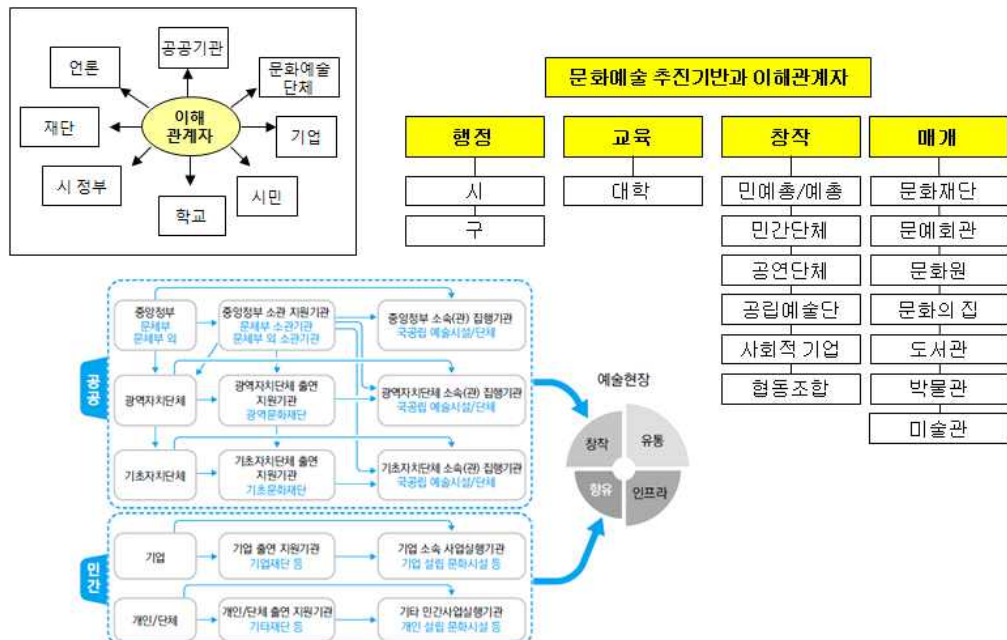 공공기관
언론
문화예술
단체
이해
관계자
재단
기업
시 정부
시민
학교
문화예술 추진기반과 이해관계자
행정
시
구
교육
대학
창작
민예총/예총
민간단체
공연단체
공립예술단
사회적 기업
협동조합
매개
문화재단
문예회관
문화원
문화의 집
도서관
박물관
미술관
공공
중앙정부
문체부
문체부 외
중앙정부 소관 지원기관
문체부 소관기관
문체부 외 소관기관
중앙정부 소속(관) 집행기관
국공립 예술시설/단체
광역자치단체
광역자치단체 출연
지원기관
광역문화재단
광역자치단체 소속(관) 집행기관
국공립 예술시설/단체
기초자치단체
기초자치단체 출연
지원기관
기초문화재단
기초자치단체 소속(관) 집행기관
국공립 예술시설/단체
민간
기업
기업 출연 지원기관
기업재단 등
기업 소속 사업실행기관
기업 설립 문화시설 등
개인/단체
개인/단체 출연 지원기관
기타재단 등
기타 민간사업실행기관
개인 설립 문화시설 등
예술현장
창작
유통
향유
인프라